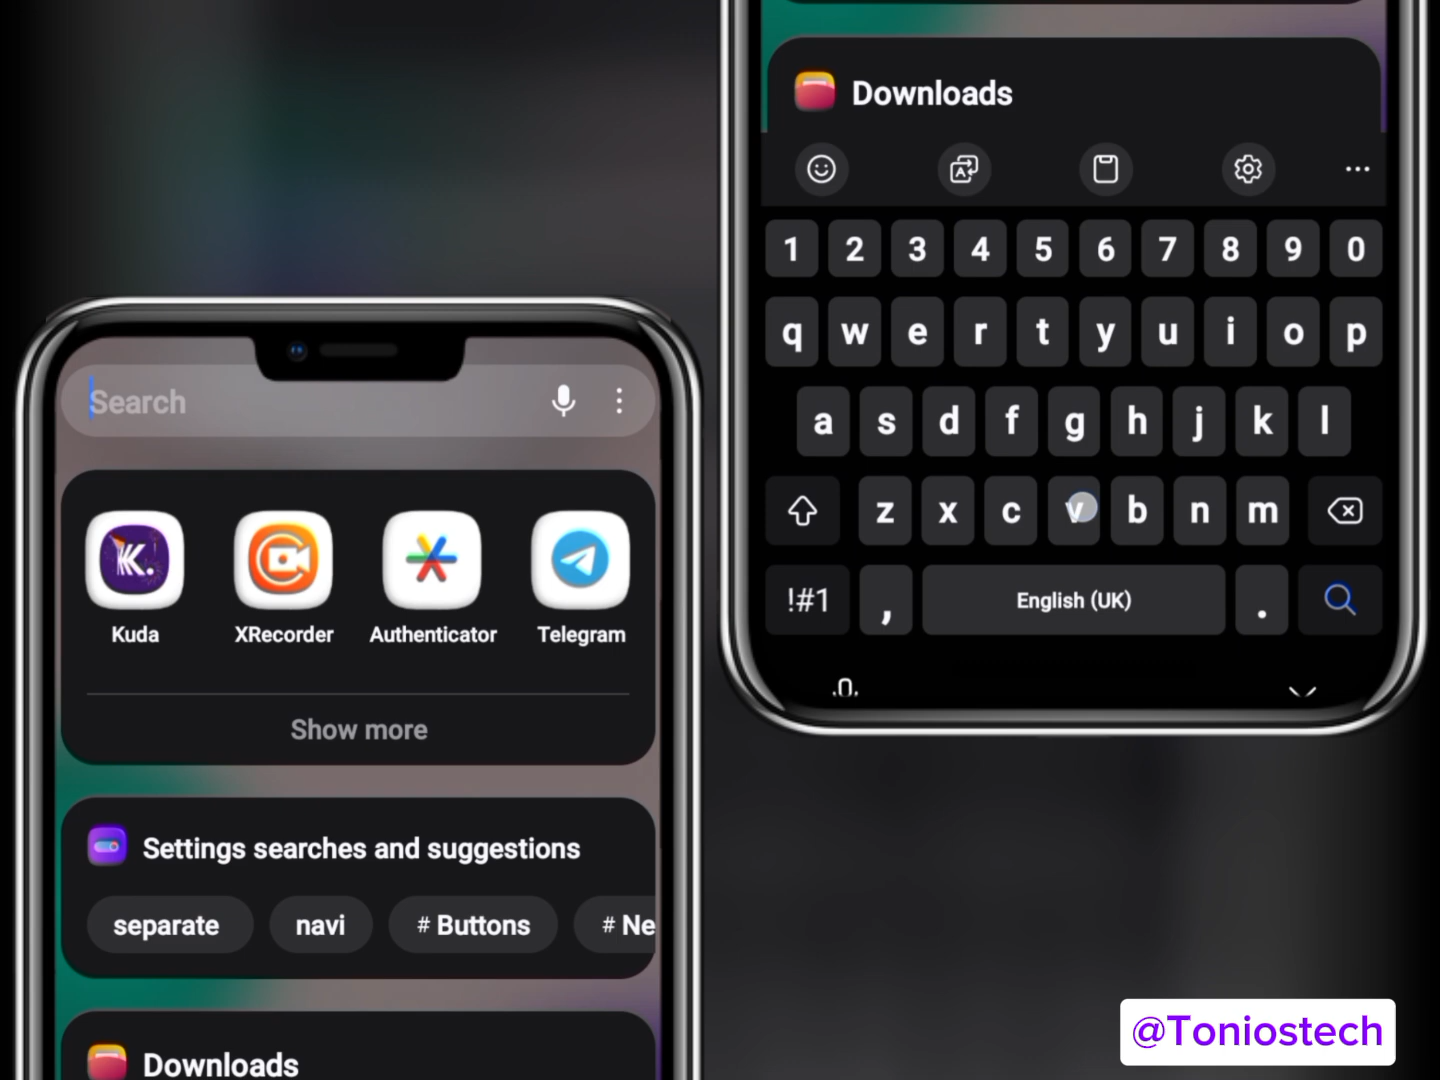 Search
K.
Kuda
XRecorder
Authenticator
Telegram
Show more
Settings searches and suggestions
separate
navi
# Buttons
# Ne
Downloads
Downloads
1 2 3 4 5 6 7 8 9 0
q w e r t y u i o p
a s d f g h j k l
z x c v b n m
!#1 , English (UK) .
@Toniostech